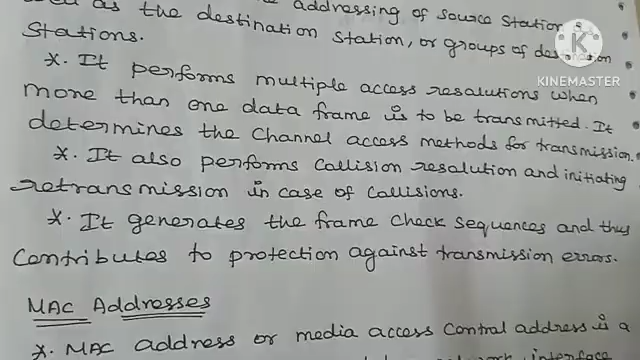 addressing of source station &
Stations. as the destination station, or groups of destination
*. It performs multiple access resolutions when
more than one data frame is to be transmitted. It
determines the Channel access methods for transmission.
*. It also performs collision resolution and initiating
retransmission in case of collisions.
*. It generates the frame check sequences and thus
Contributes to protection against transmission errors.
MAC Addresses
*. MAC address or media access Control address is a
interface
K
KINEMASTER